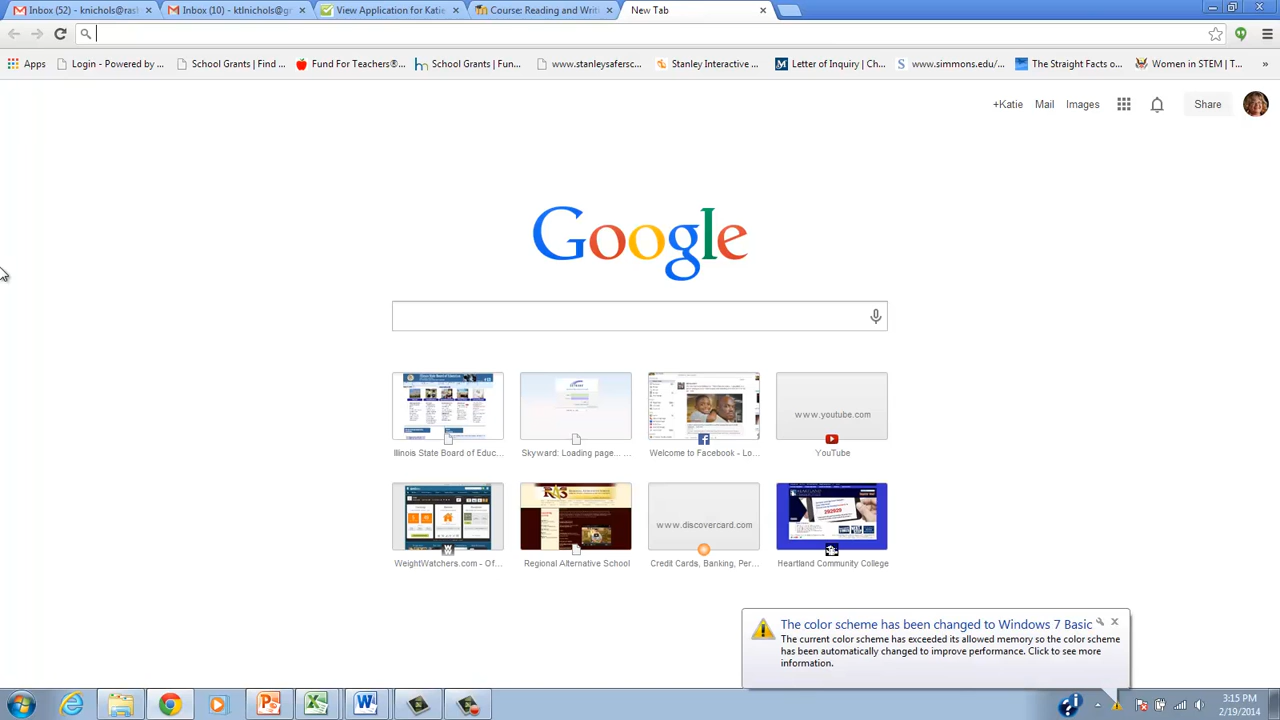 Inbox (52) - knichols@ras
Inbox (10) - ktlnichols@g
View Application for Katie
Course: Reading and Writi
New Tab
Apps
Login - Powered by ...
School Grants | Find ...
Fund For Teachers®...
School Grants | Fun...
www.stanleysafersc...
Stanley Interactive ...
Letter of Inquiry | Ch...
www.simmons.edu/...
The Straight Facts o...
Women in STEM | T...
»
+Katie
Mail
Images
Share
Google
www.youtube.com
Illinois State Board of Educ...
Skyward: Loading page... ...
Welcome to Facebook - Lo...
YouTube
www.discovercard.com
WeightWatchers.com - Of...
Regional Alternative School
Credit Cards, Banking, Per...
Heartland Community College
The color scheme has been changed to Windows 7 Basic
The current color scheme has exceeded its allowed memory so the color scheme
has been automatically changed to improve performance. Click to see more
information.
3:15 PM
2/19/2014